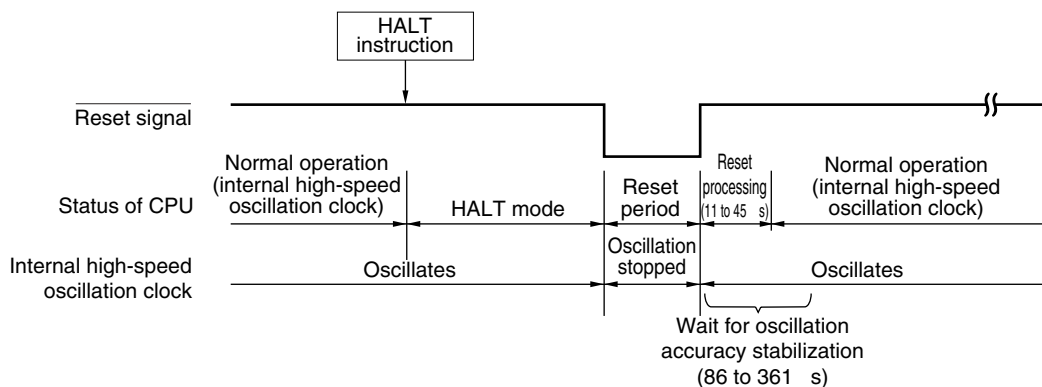 HALT
instruction
Reset signal
Normal operation
(internal high-speed
oscillation clock)
Status of CPU
HALT mode
Reset
period
Reset
processing
(11 to 45 s)
Normal operation
(internal high-speed
oscillation clock)
Internal high-speed
oscillation clock
Oscillates
Oscillation
stopped
Oscillates
Wait for oscillation
accuracy stabilization
(86 to 361 s)